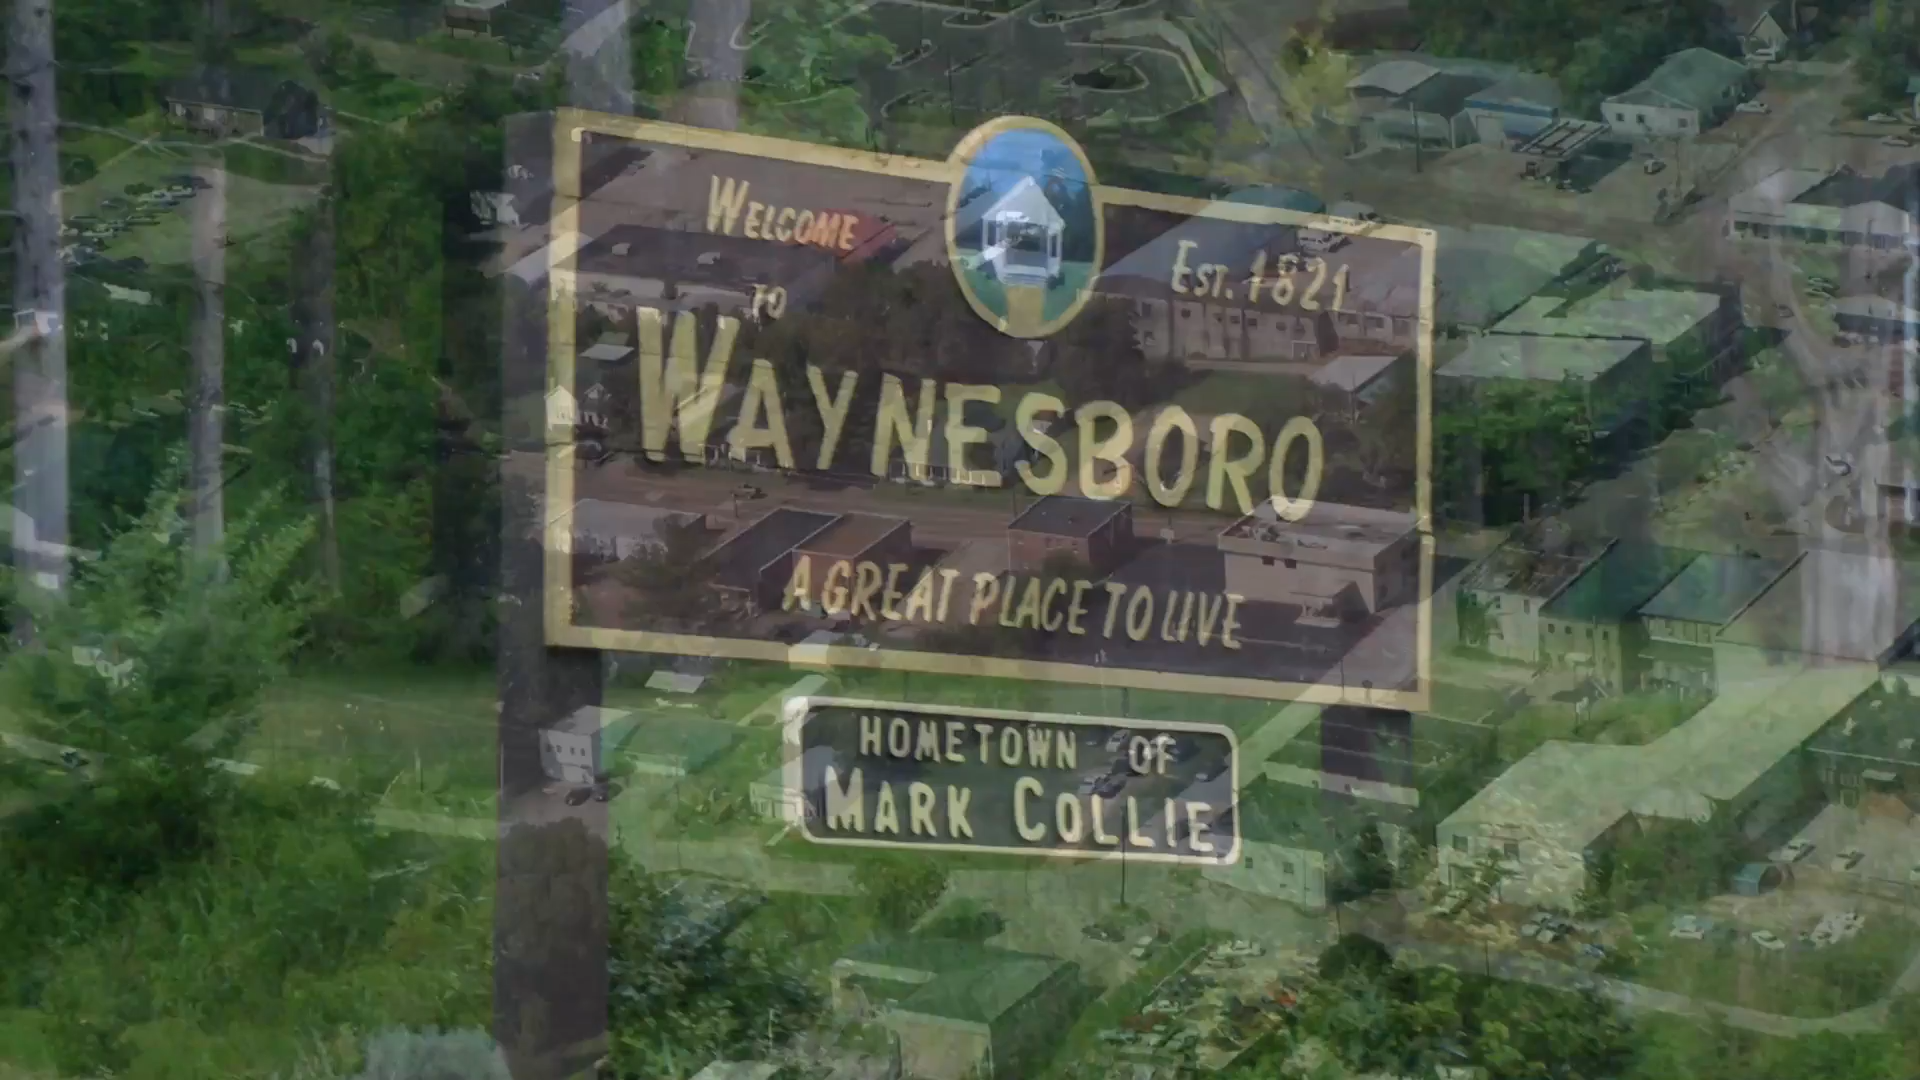 WELCOME
TO
EST. 1821
WAYNESBORO
A GREAT PLACE TO LIVE
HOMETOWN OF
MARK COLLIE